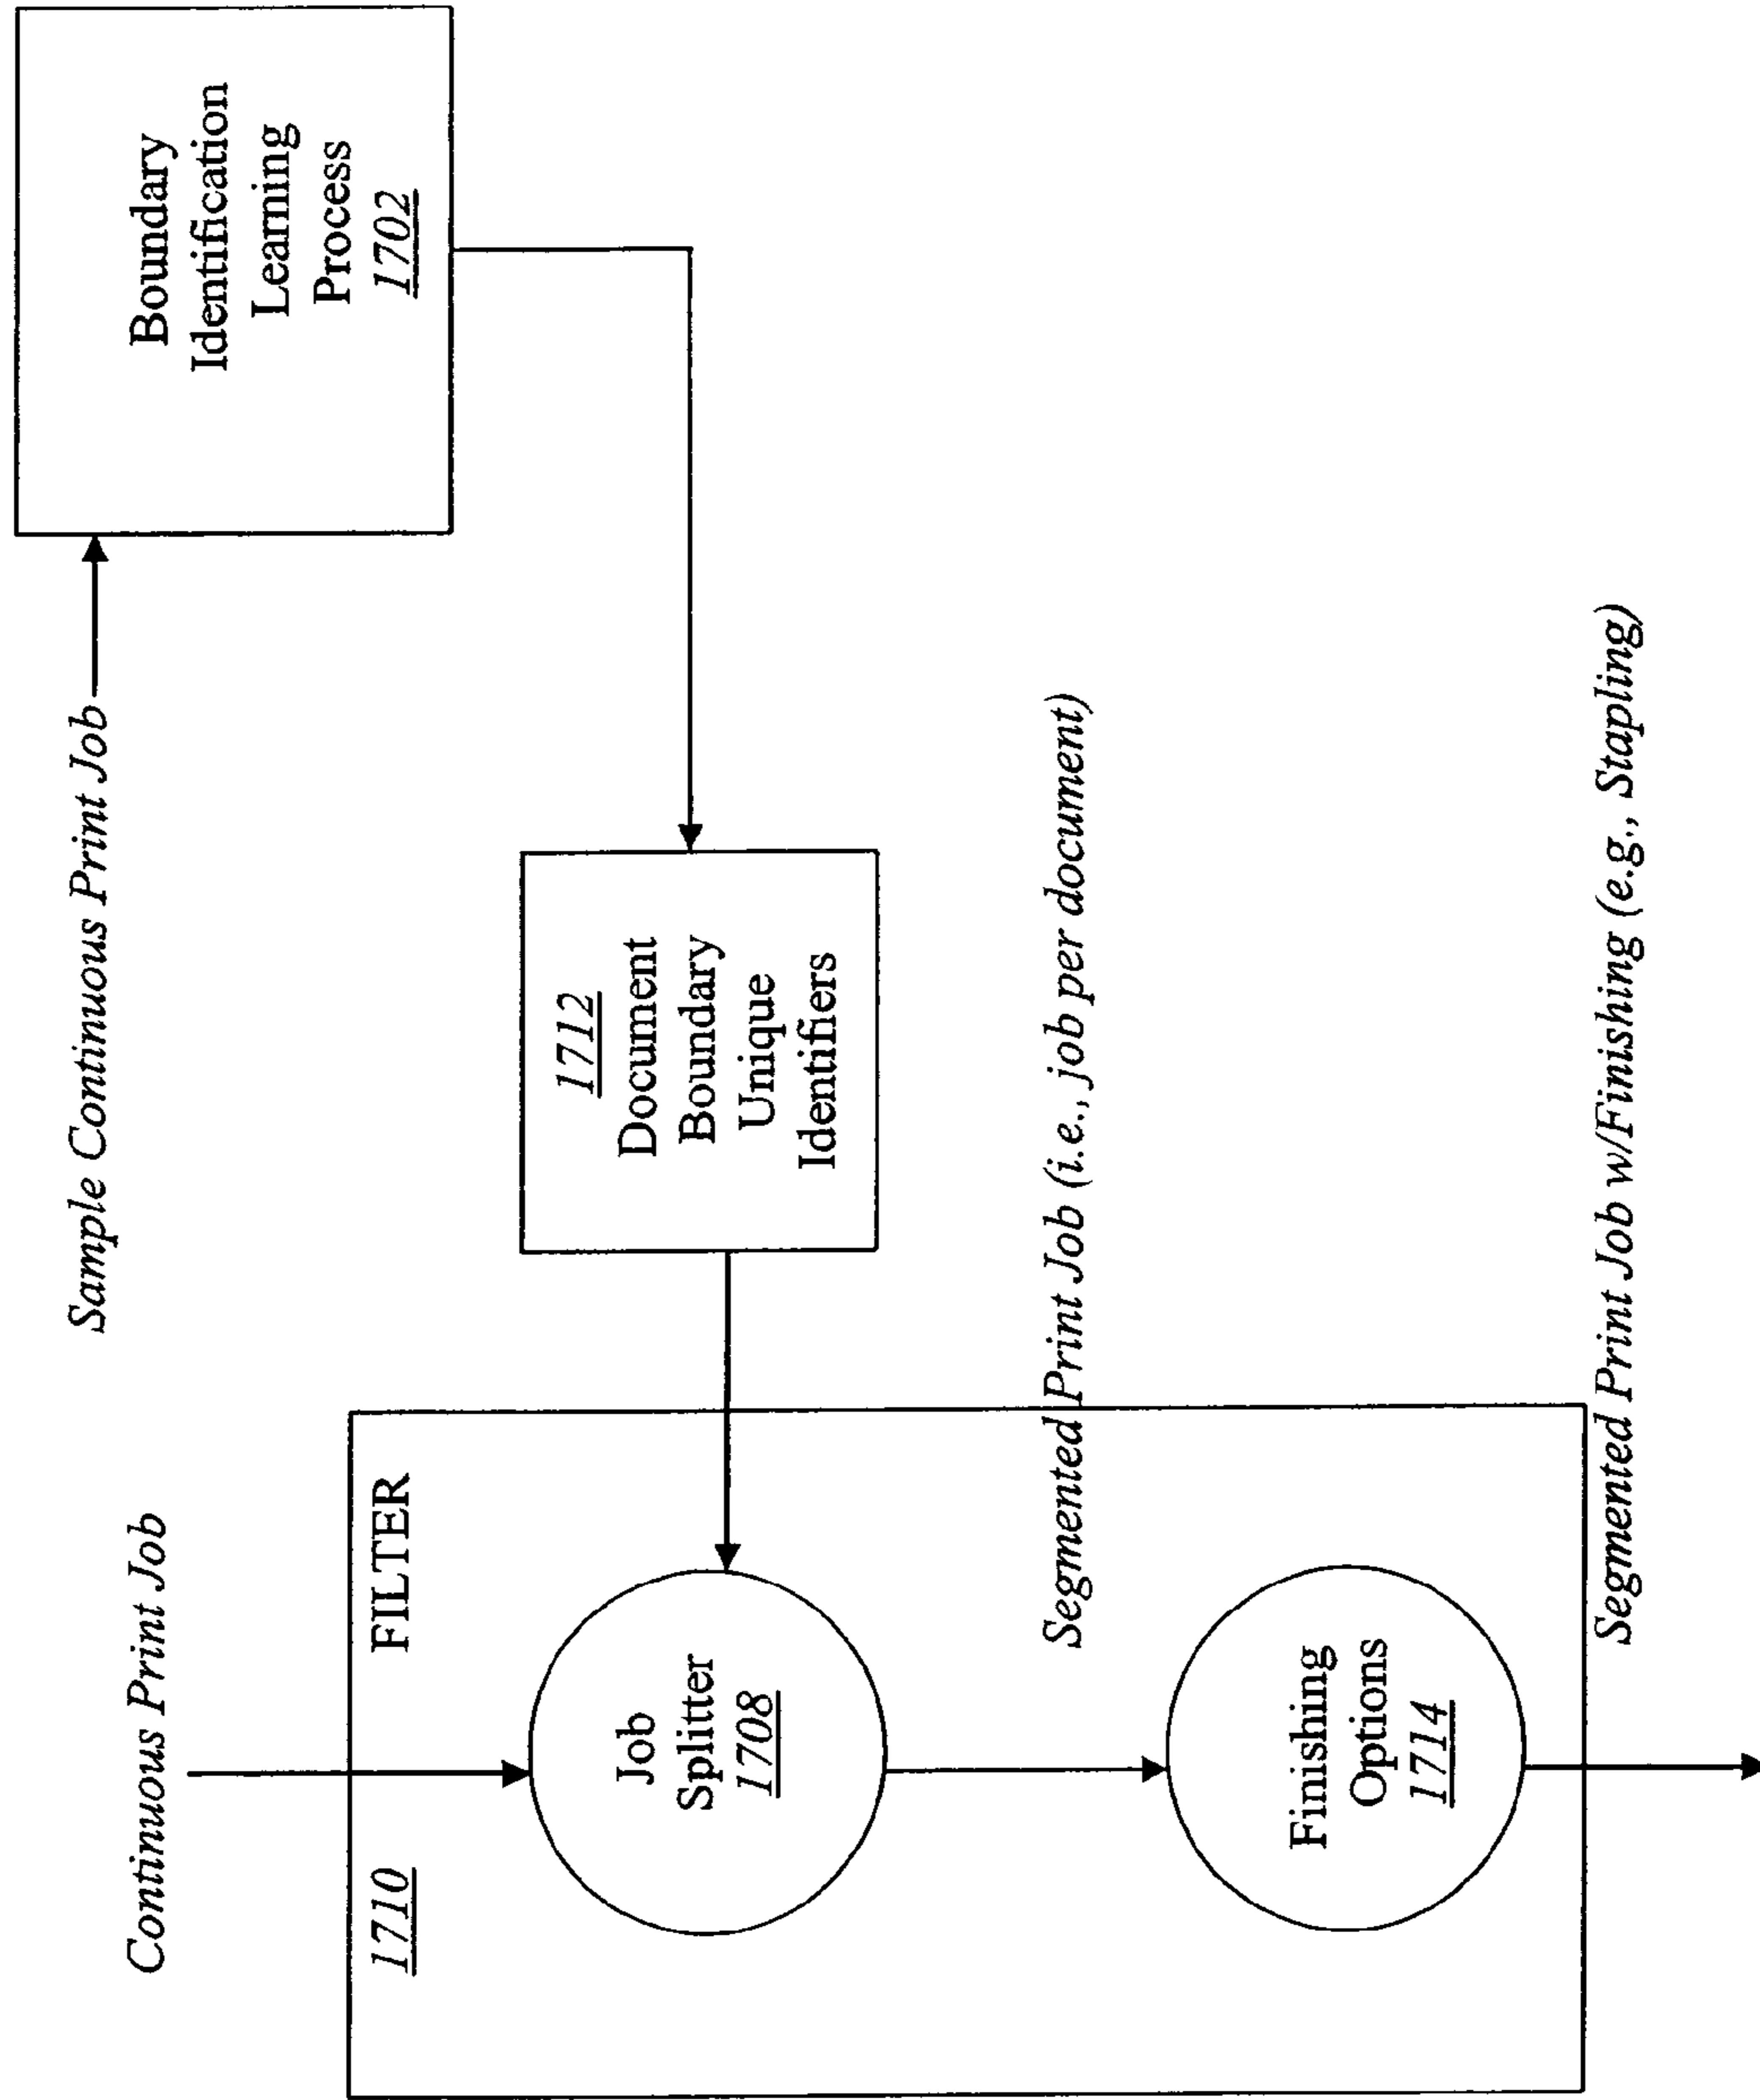 Continuous Print Job
1710
FILTER
Job
Splitter
1708
Segmented Print Job (i.e., job per document)
Finishing
Options
1714
Segmented Print Job w/Finishing (e.g., Stapling)
Sample Continuous Print Job
Boundary
Identification
Learning
Process
1702
1712
Document
Boundary
Unique
Identifiers